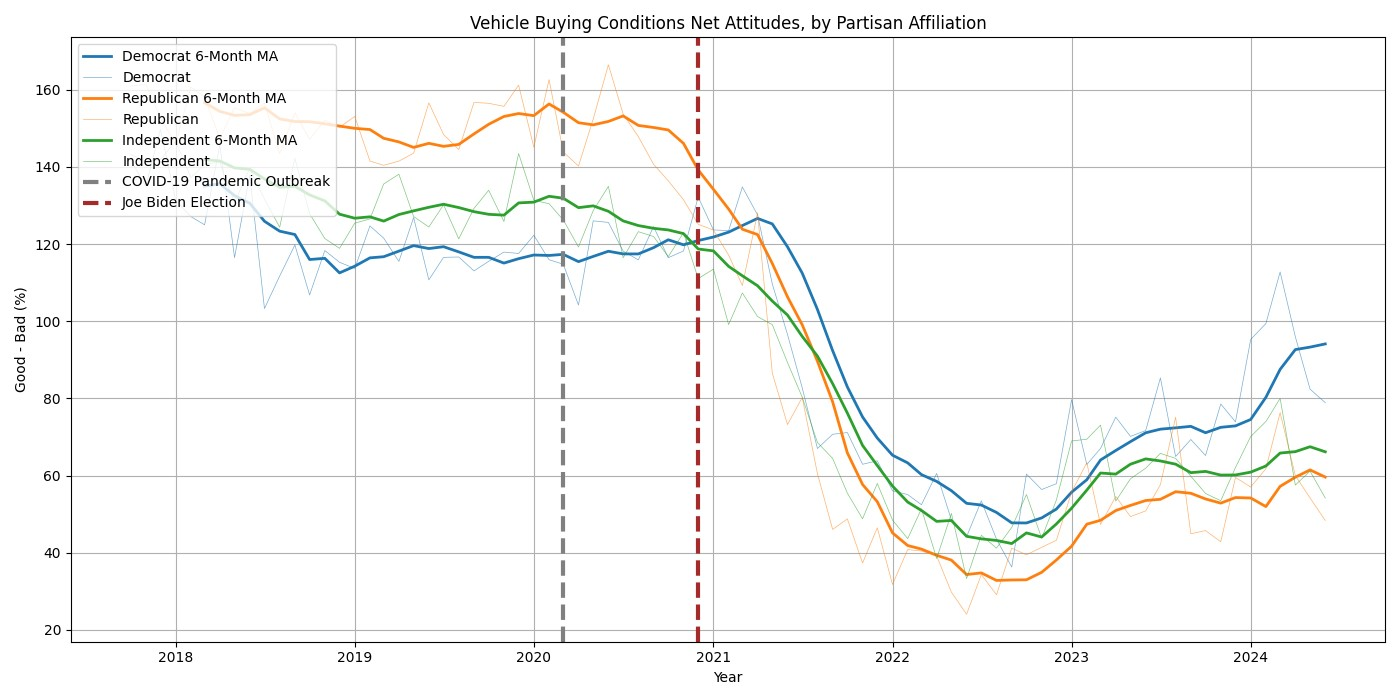 Vehicle Buying Conditions Net Attitudes, by Partisan Affiliation
Democrat 6-Month MA
Democrat
Republican 6-Month MA
Republican
Independent 6-Month MA
Independent
COVID-19 Pandemic Outbreak
Joe Biden Election
Good - Bad (%)
160
140
120
100
80
60
40
20
2018
2019
2020
2021
2022
2023
2024
Year